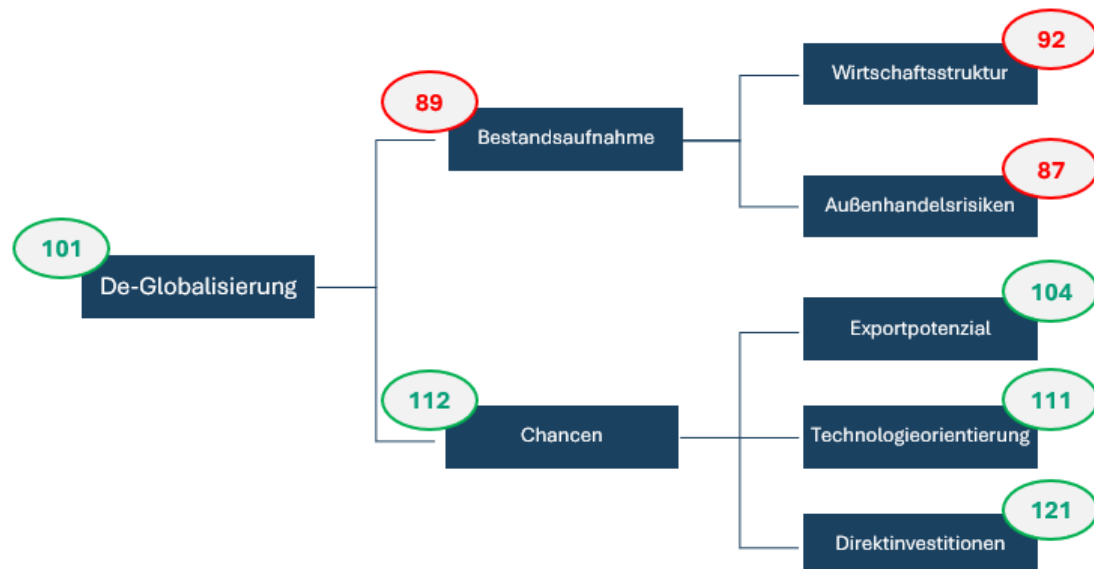 92
Wirtschaftsstruktur
89
Bestandsaufnahme
87
Außenhandelsrisiken
101
De-Globalisierung
104
Exportpotenzial
112
Chancen
111
Technologieorientierung
121
Direktinvestitionen